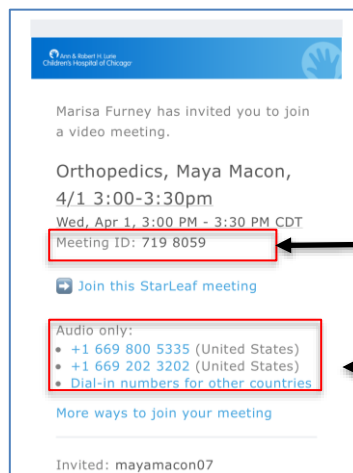 Ann & Robert H. Lurie
Children's Hospital of Chicago®
Marisa Furney has invited you to join
a video meeting.
Orthopedics, Maya Macon,
4/1 3:00-3:30pm
Wed, Apr 1, 3:00 PM - 3:30 PM CDT
Meeting ID: 719 8059
Join this StarLeaf meeting
Audio only:
• +1 669 800 5335 (United States)
• +1 669 202 3202 (United States)
• Dial-in numbers for other countries
More ways to join your meeting
Invited: mayamacon07